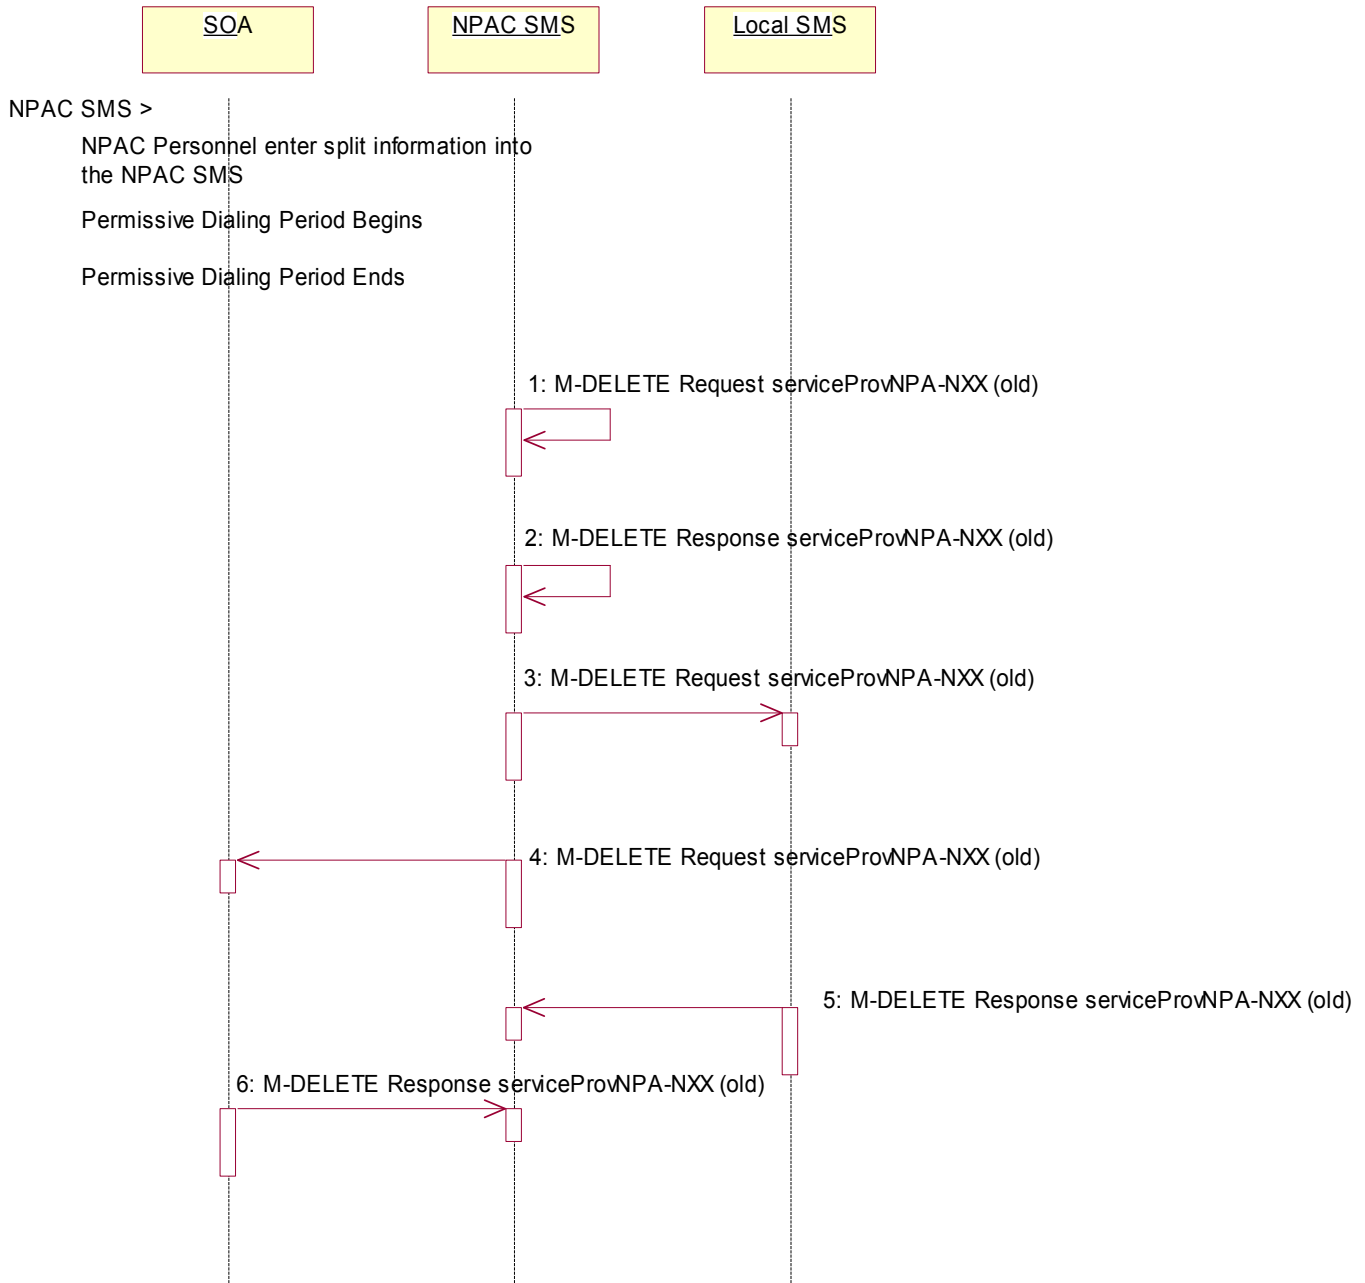 SOA
NPAC SMS
Local SMS
NPAC SMS >
NPAC Personnel enter split information into
the NPAC SMS
Permissive Dialing Period Begins
Permissive Dialing Period Ends
1: M-DELETE Request serviceProvNPA-NXX (old)
2: M-DELETE Response serviceProvNPA-NXX (old)
3: M-DELETE Request serviceProvNPA-NXX (old)
4: M-DELETE Request serviceProvNPA-NXX (old)
5: M-DELETE Response serviceProvNPA-NXX (old)
6: M-DELETE Response serviceProvNPA-NXX (old)